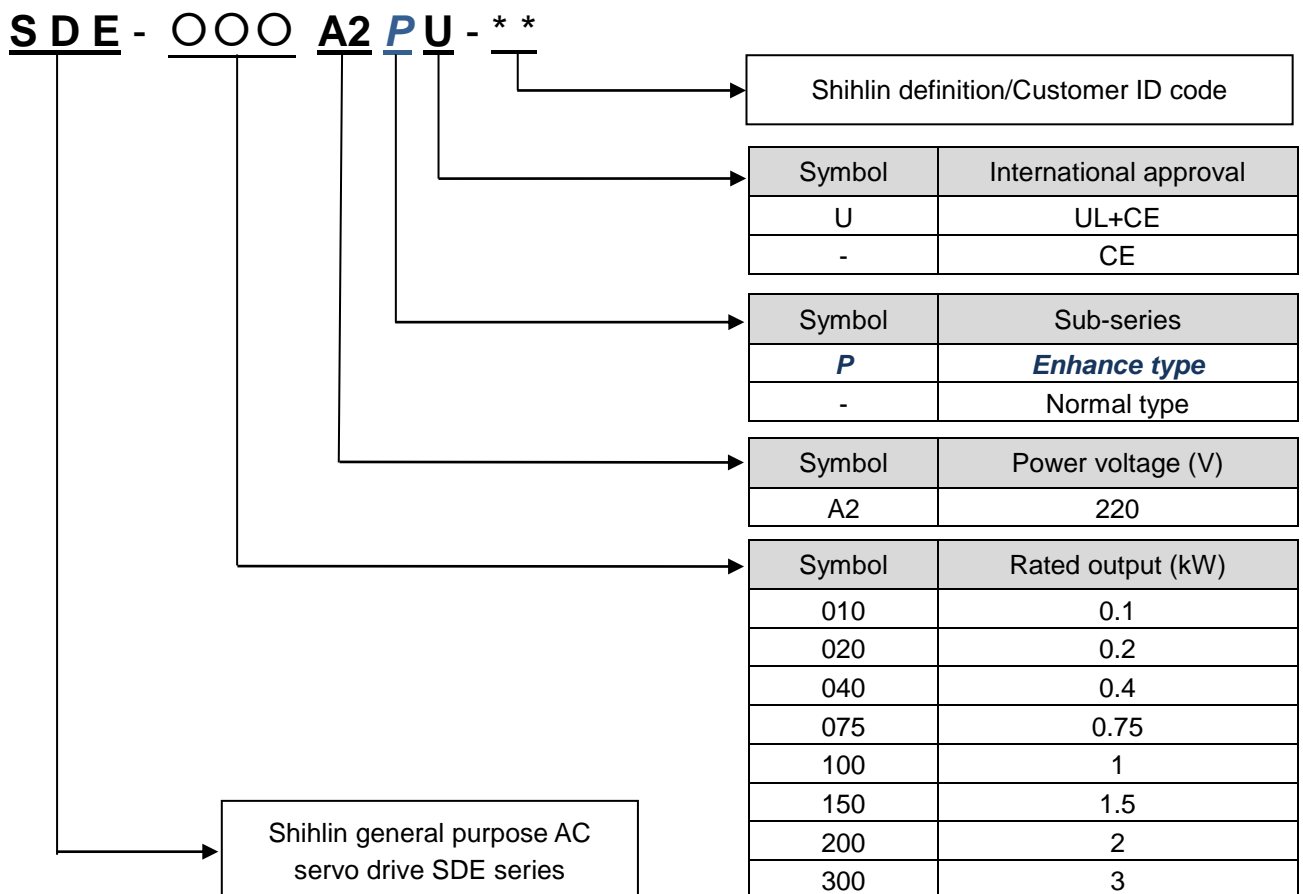 S D E - ○○○ A2 P U - * *
Shihlin definition/Customer ID code
Symbol International approval
U UL+CE
- CE
Symbol Sub-series
P Enhance type
- Normal type
Symbol Power voltage (V)
A2 220
Symbol Rated output (kW)
010 0.1
020 0.2
040 0.4
075 0.75
100 1
150 1.5
200 2
300 3
Shihlin general purpose AC
servo drive SDE series